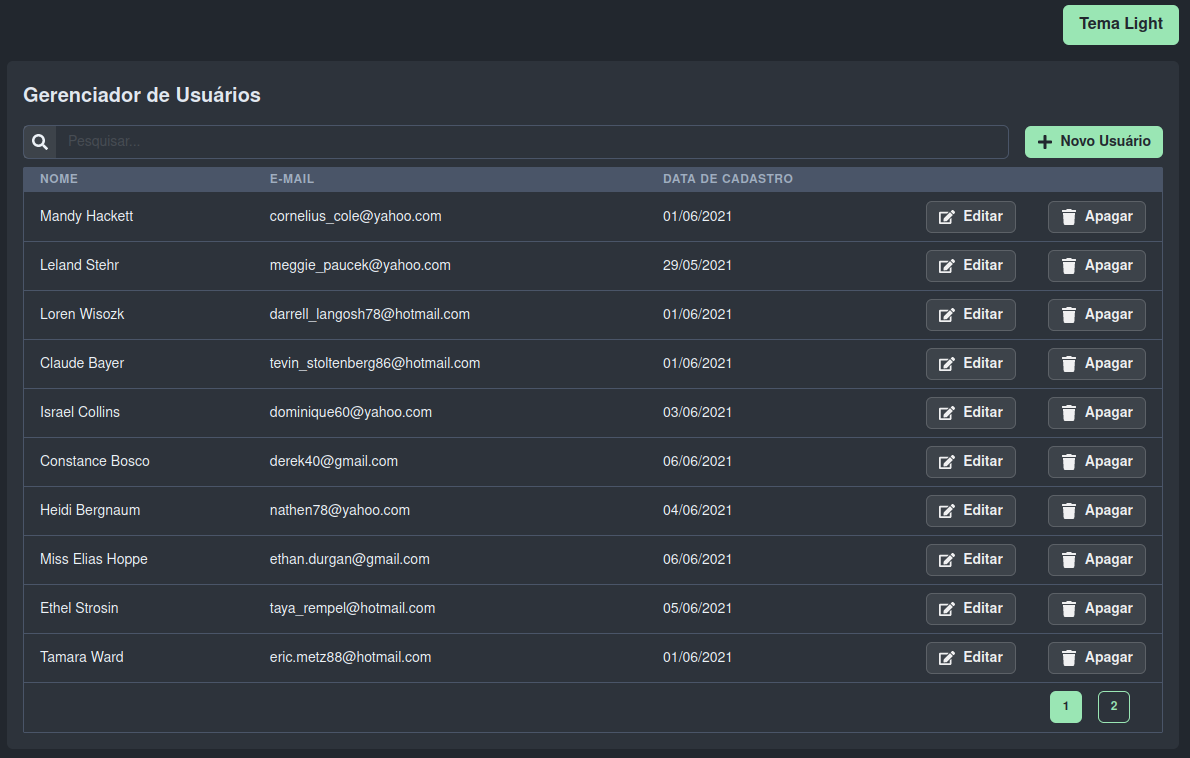 Tema Light
Gerenciador de Usuários
Pesquisar... Novo Usuário
NOME E-MAIL DATA DE CADASTRO
Mandy Hackett cornelius_cole@yahoo.com 01/06/2021 Editar Apagar
Leland Stehr meggie_paucek@yahoo.com 29/05/2021 Editar Apagar
Loren Wisozk darrell_langosh78@hotmail.com 01/06/2021 Editar Apagar
Claude Bayer tevin_stoltenberg86@hotmail.com 01/06/2021 Editar Apagar
Israel Collins dominique60@yahoo.com 03/06/2021 Editar Apagar
Constance Bosco derek40@gmail.com 06/06/2021 Editar Apagar
Heidi Bergnaum nathen78@yahoo.com 04/06/2021 Editar Apagar
Miss Elias Hoppe ethan.durgan@gmail.com 06/06/2021 Editar Apagar
Ethel Strosin taya_rempel@hotmail.com 05/06/2021 Editar Apagar
Tamara Ward eric.metz88@hotmail.com 01/06/2021 Editar Apagar
1 2